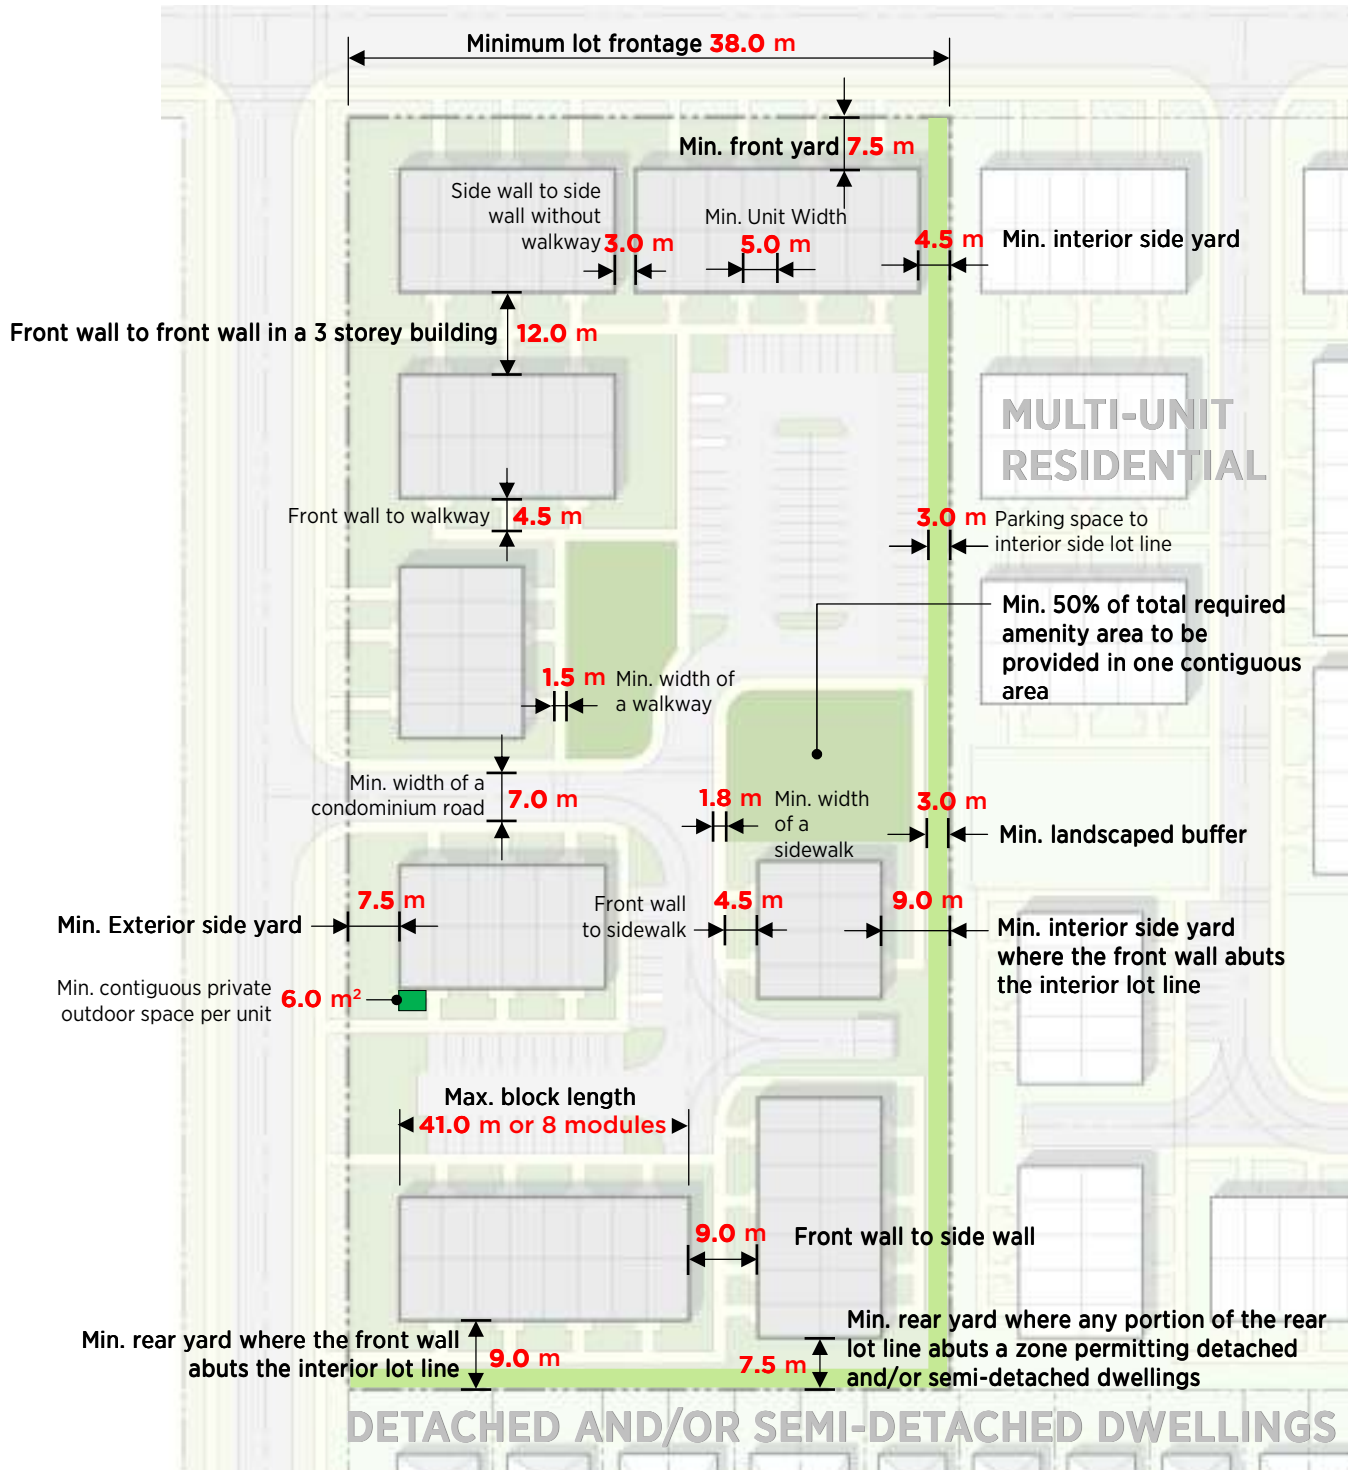 Minimum lot frontage 38.0 m
Min. front yard 7.5 m
Side wall to side
wall without
walkway 3.0 m
Min. Unit Width
5.0 m
4.5 m Min. interior side yard
Front wall to front wall in a 3 storey building 12.0 m
MULTI-UNIT
RESIDENTIAL
Front wall to walkway 4.5 m
3.0 m Parking space to
interior side lot line
Min. 50% of total required
amenity area to be
provided in one contiguous
area
1.5 m Min. width of
a walkway
Min. width of a
condominium road 7.0 m
1.8 m Min. width
of a
sidewalk
3.0 m
Min. landscaped buffer
7.5 m
Min. Exterior side yard
Front wall
to sidewalk
4.5 m
9.0 m
Min. interior side yard
where the front wall abuts
the interior lot line
Min. contiguous private
outdoor space per unit
6.0 m²
Max. block length
41.0 m or 8 modules
9.0 m
Front wall to side wall
Min. rear yard where the front wall
abuts the interior lot line
9.0 m
7.5 m
Min. rear yard where any portion of the rear
lot line abuts a zone permitting detached
and/or semi-detached dwellings
DETACHED AND/OR SEMI-DETACHED DWELLINGS